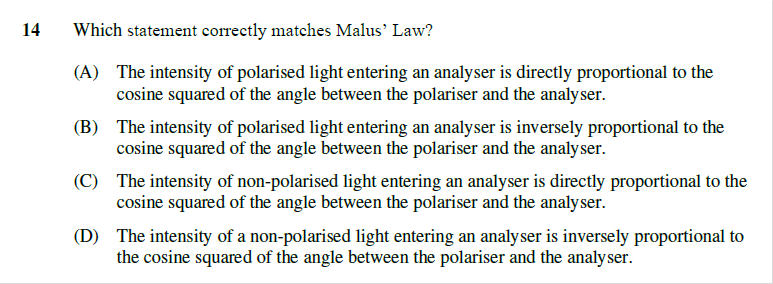 14 Which statement correctly matches Malus' Law?
(A) The intensity of polarised light entering an analyser is directly proportional to the
cosine squared of the angle between the polariser and the analyser.
(B) The intensity of polarised light entering an analyser is inversely proportional to the
cosine squared of the angle between the polariser and the analyser.
(C) The intensity of non-polarised light entering an analyser is directly proportional to the
cosine squared of the angle between the polariser and the analyser.
(D) The intensity of a non-polarised light entering an analyser is inversely proportional to
the cosine squared of the angle between the polariser and the analyser.